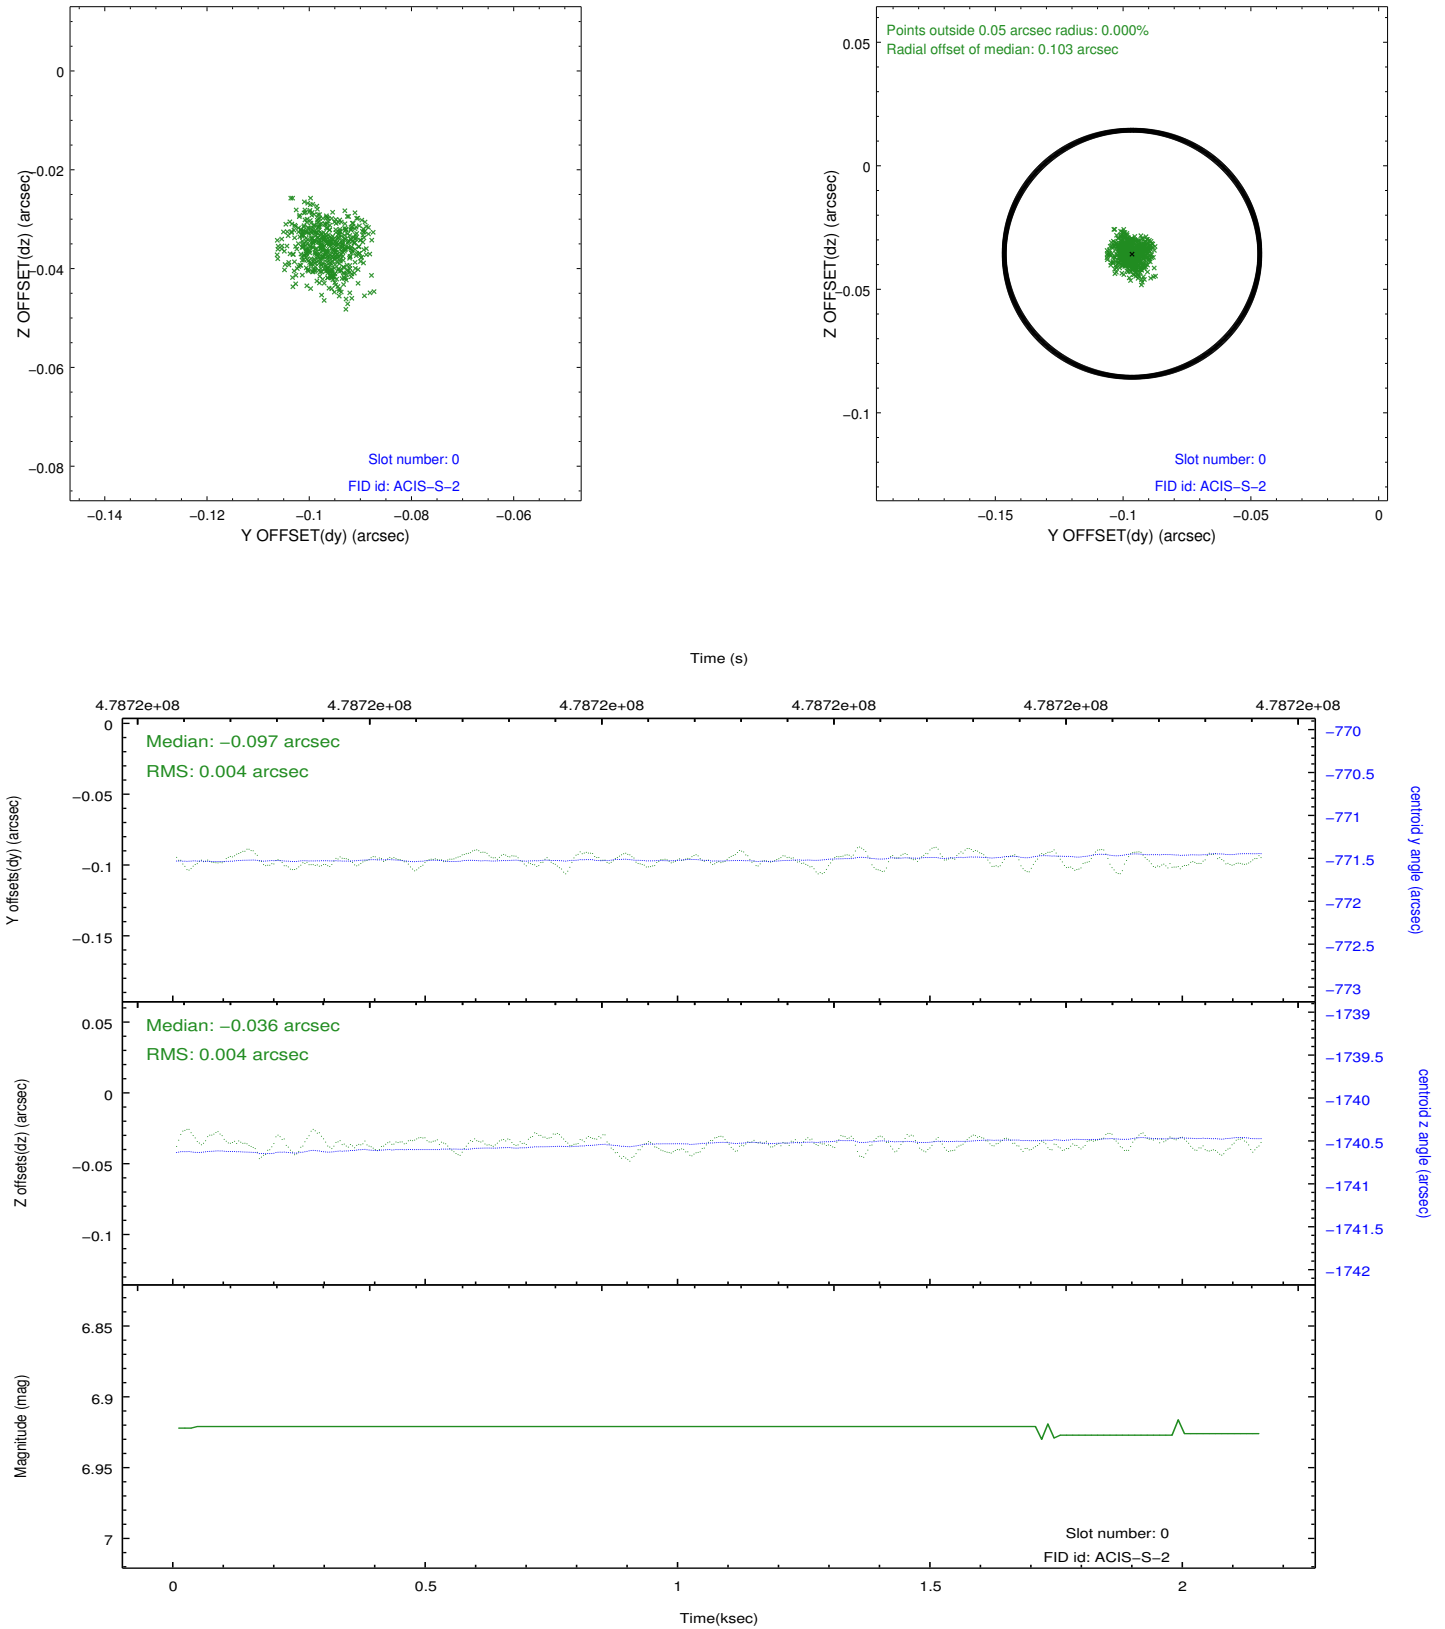 0
−0.02
−0.04
−0.06
−0.08
Z OFFSET(dz) (arcsec)
Slot number: 0
FID id: ACIS−S−2
−0.14
−0.12
−0.1
−0.08
−0.06
Y OFFSET(dy) (arcsec)
Points outside 0.05 arcsec radius: 0.000%
Radial offset of median: 0.103 arcsec
0.05
0
−0.05
−0.1
Z OFFSET(dz) (arcsec)
Slot number: 0
FID id: ACIS−S−2
−0.15
−0.1
−0.05
0
Y OFFSET(dy) (arcsec)
Time (s)
4.7872e+08
4.7872e+08
4.7872e+08
4.7872e+08
4.7872e+08
4.7872e+08
Median: −0.097 arcsec
RMS: 0.004 arcsec
0
−0.05
−0.1
−0.15
Y offsets(dy) (arcsec)
−770
−770.5
−771
−771.5
−772
−772.5
−773
centroid y angle (arcsec)
Median: −0.036 arcsec
RMS: 0.004 arcsec
0.05
0
−0.05
−0.1
Z offsets(dz) (arcsec)
−1739
−1739.5
−1740
−1740.5
−1741
−1741.5
−1742
centroid z angle (arcsec)
6.85
6.9
6.95
7
Magnitude (mag)
Slot number: 0
FID id: ACIS−S−2
0
0.5
1
1.5
2
Time(ksec)